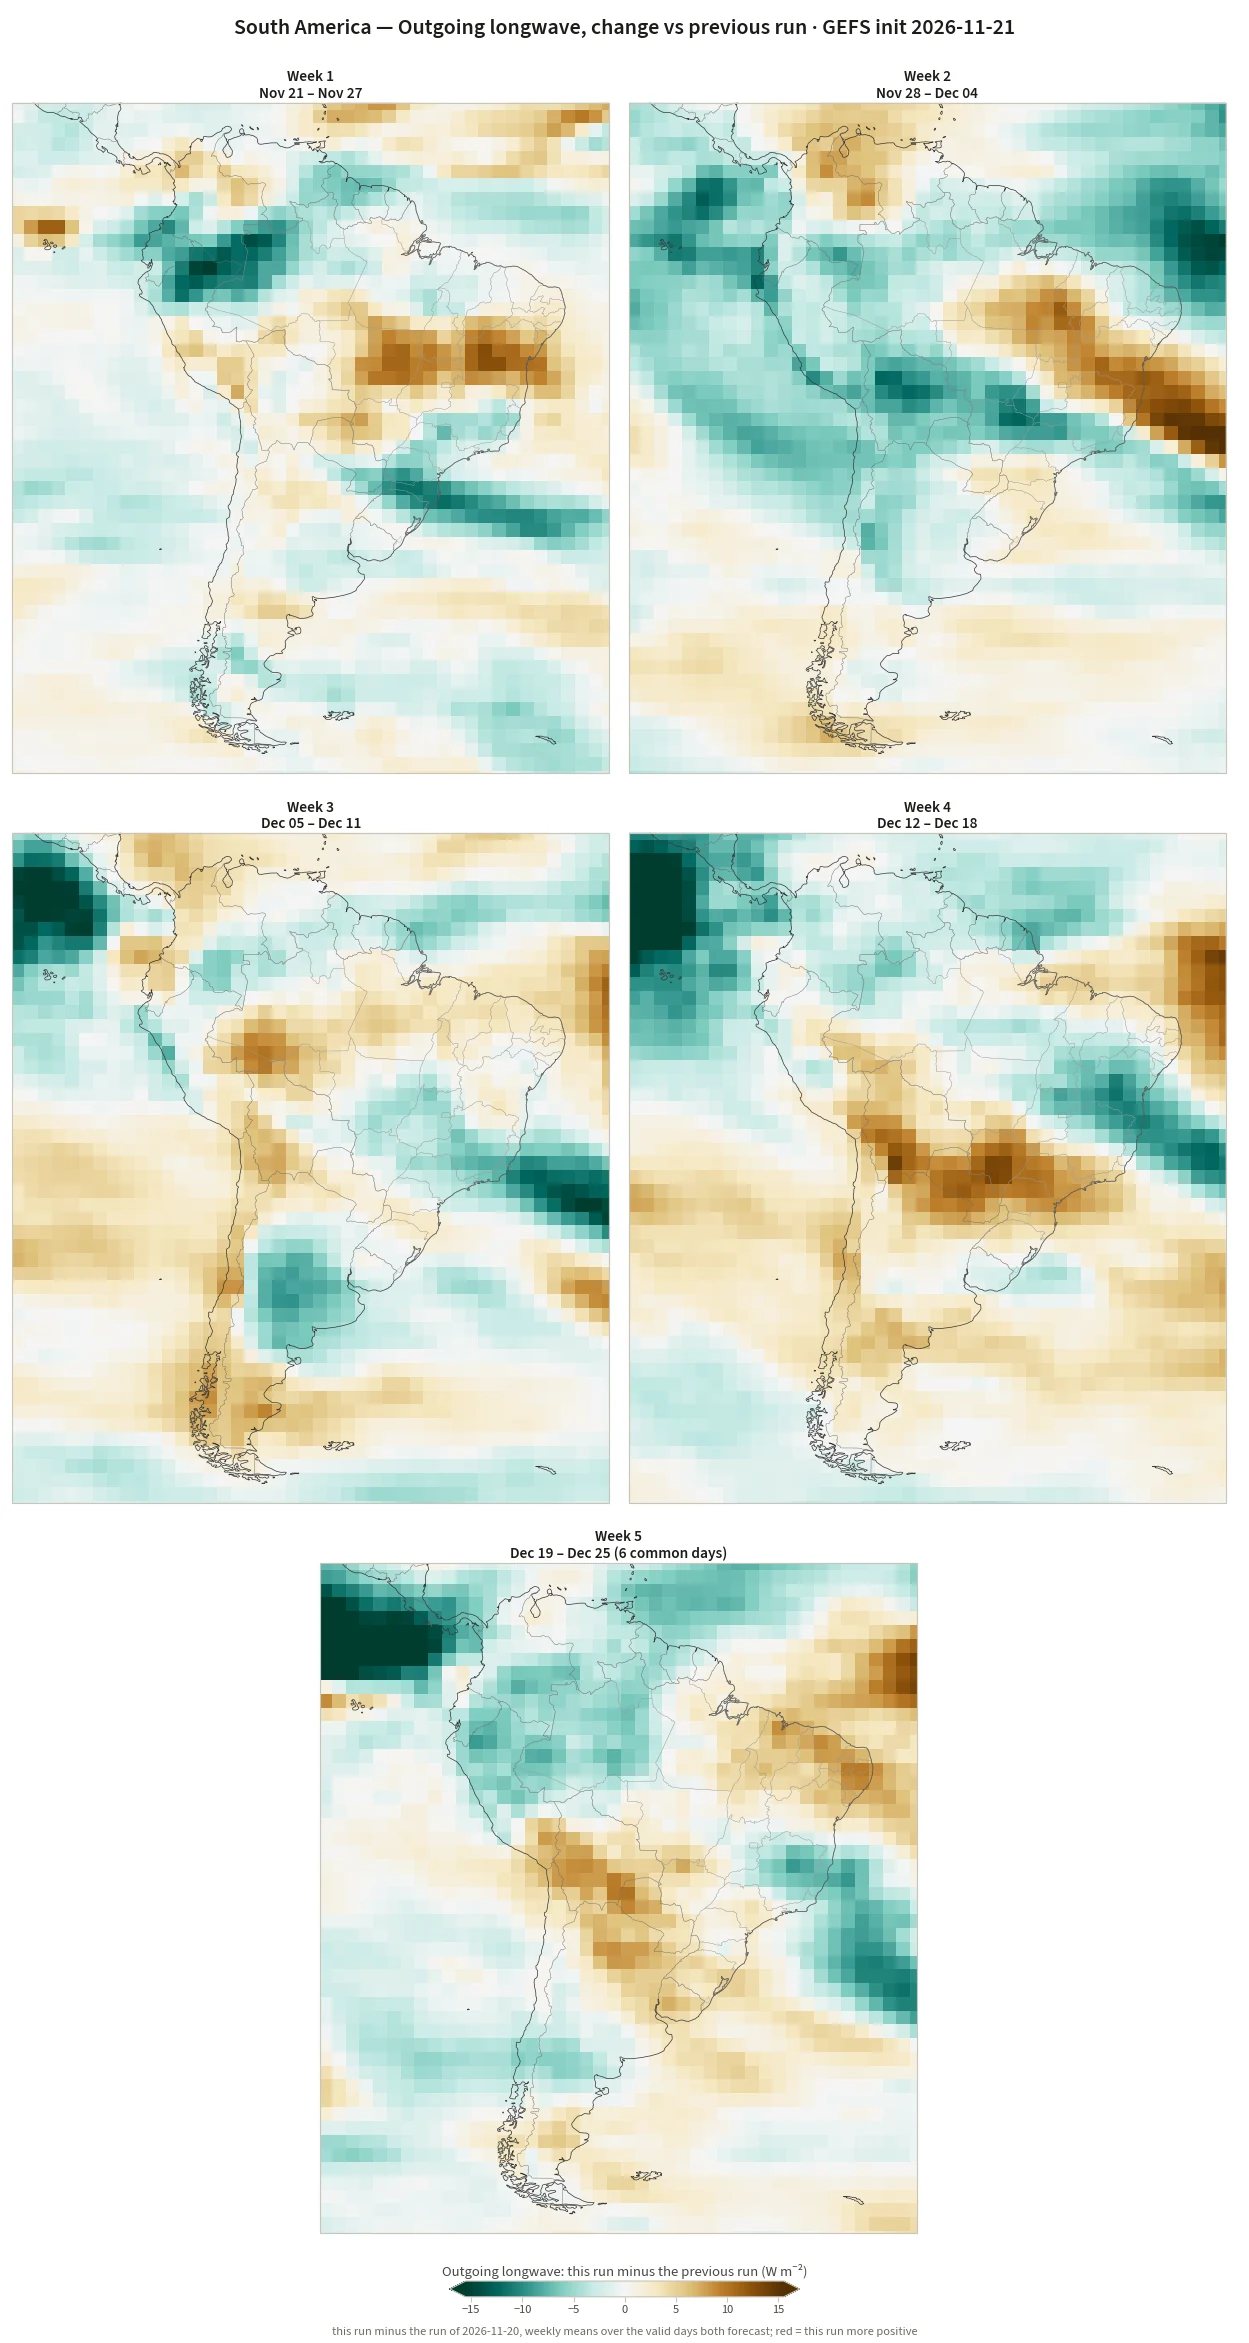 South America — Outgoing longwave, change vs previous run · GEFS init 2026-11-21
Week 1
Nov 21 – Nov 27
Week 2
Nov 28 – Dec 04
Week 3
Dec 05 – Dec 11
Week 4
Dec 12 – Dec 18
Week 5
Dec 19 – Dec 25 (6 common days)
Outgoing longwave: this run minus the previous run (W m⁻²)
−15 −10 −5 0 5 10 15
this run minus the run of 2026-11-20, weekly means over the valid days both forecast; red = this run more positive